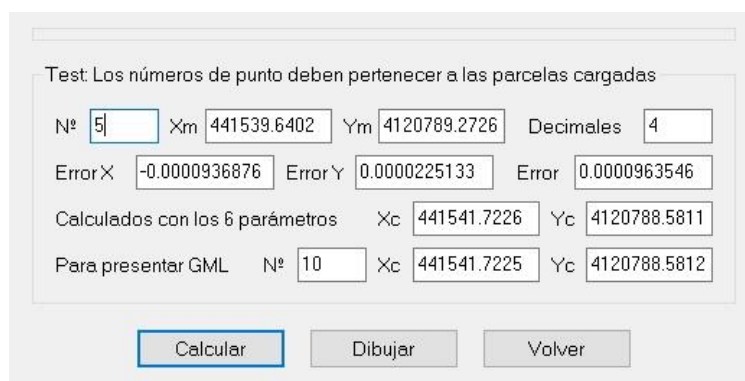 Test: Los números de punto deben pertenecer a las parcelas cargadas
Nº 5 Xm 441539.6402 Ym 4120789.2726 Decimales 4
Error X -0.0000936876 Error Y 0.0000225133 Error 0.0000963546
Calculados con los 6 parámetros Xc 441541.7226 Yc 4120788.5811
Para presentar GML Nº 10 Xc 441541.7225 Yc 4120788.5812
Calcular Dibujar Volver